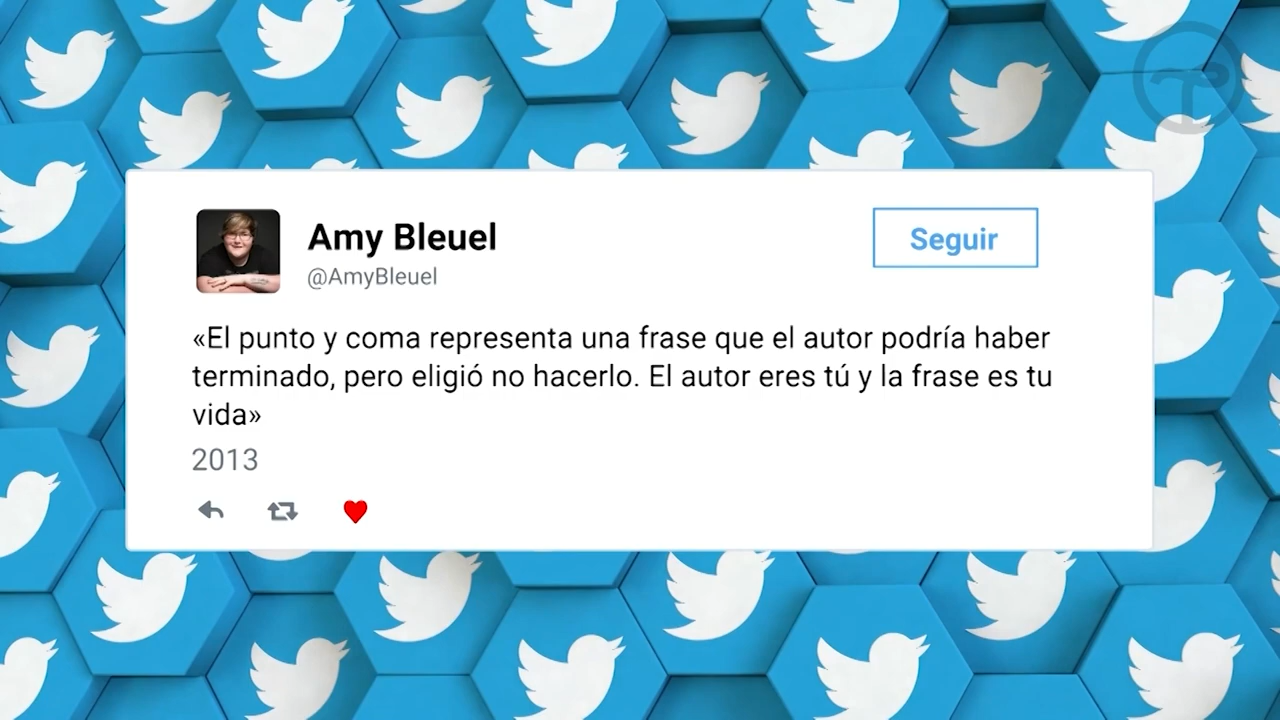 Amy Bleuel
Seguir
@AmyBleuel
«El punto y coma representa una frase que el autor podría haber
terminado, pero eligió no hacerlo. El autor eres tú y la frase es tu
vida»
2013